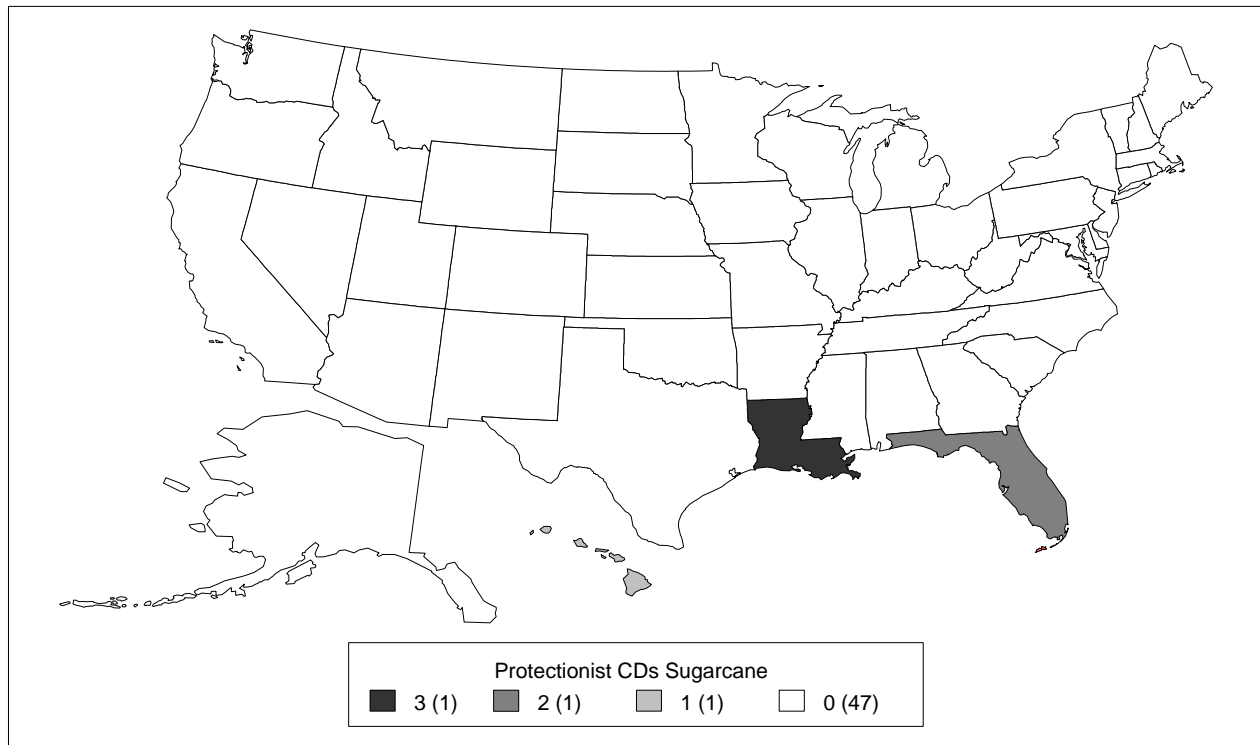 Protectionist CDs Sugarcane
3 (1) 2 (1) 1 (1) 0 (47)